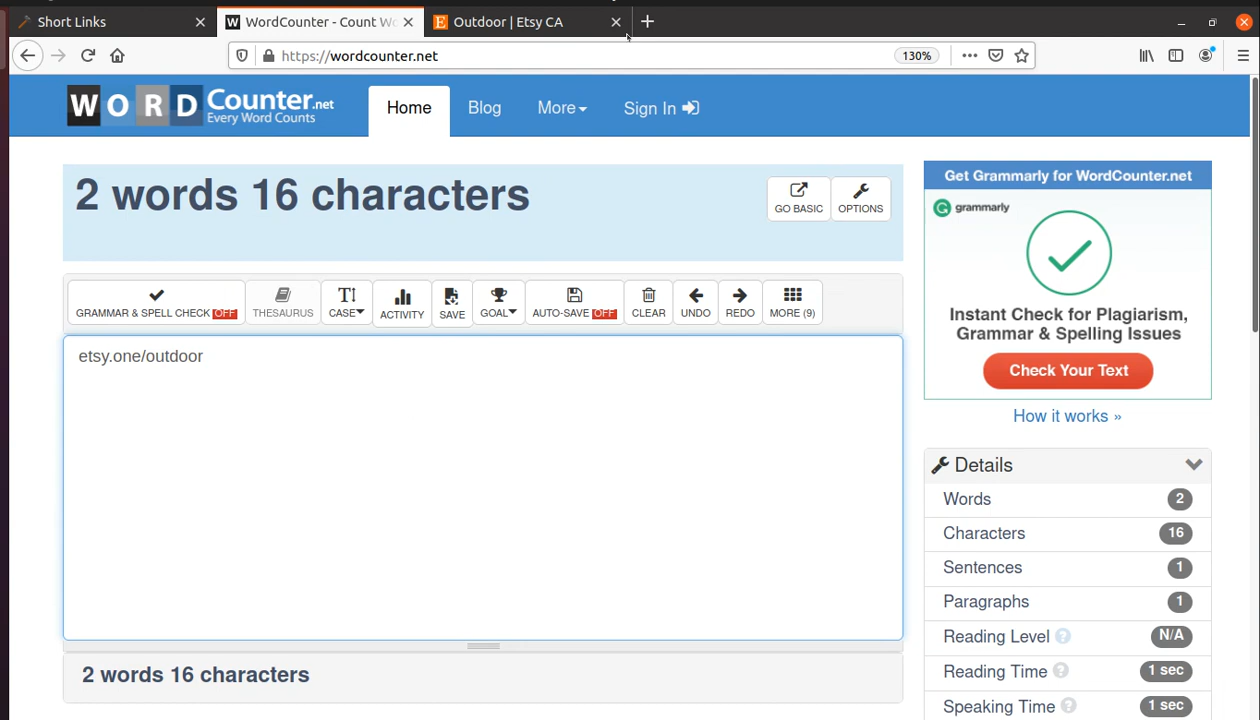 Short Links
WordCounter - Count Wo
Outdoor | Etsy CA
https://wordcounter.net
130%
WORD Counter.net
Every Word Counts
Home
Blog
More
Sign In
2 words 16 characters
GO BASIC
OPTIONS
GRAMMAR & SPELL CHECK OFF
THESAURUS
CASE
ACTIVITY
SAVE
GOAL
AUTO-SAVE OFF
CLEAR
UNDO
REDO
MORE (9)
etsy.one/outdoor
2 words 16 characters
Get Grammarly for WordCounter.net
grammarly
Instant Check for Plagiarism,
Grammar & Spelling Issues
Check Your Text
How it works »
Details
Words 2
Characters 16
Sentences 1
Paragraphs 1
Reading Level ? N/A
Reading Time ? 1 sec
Speaking Time ? 1 sec